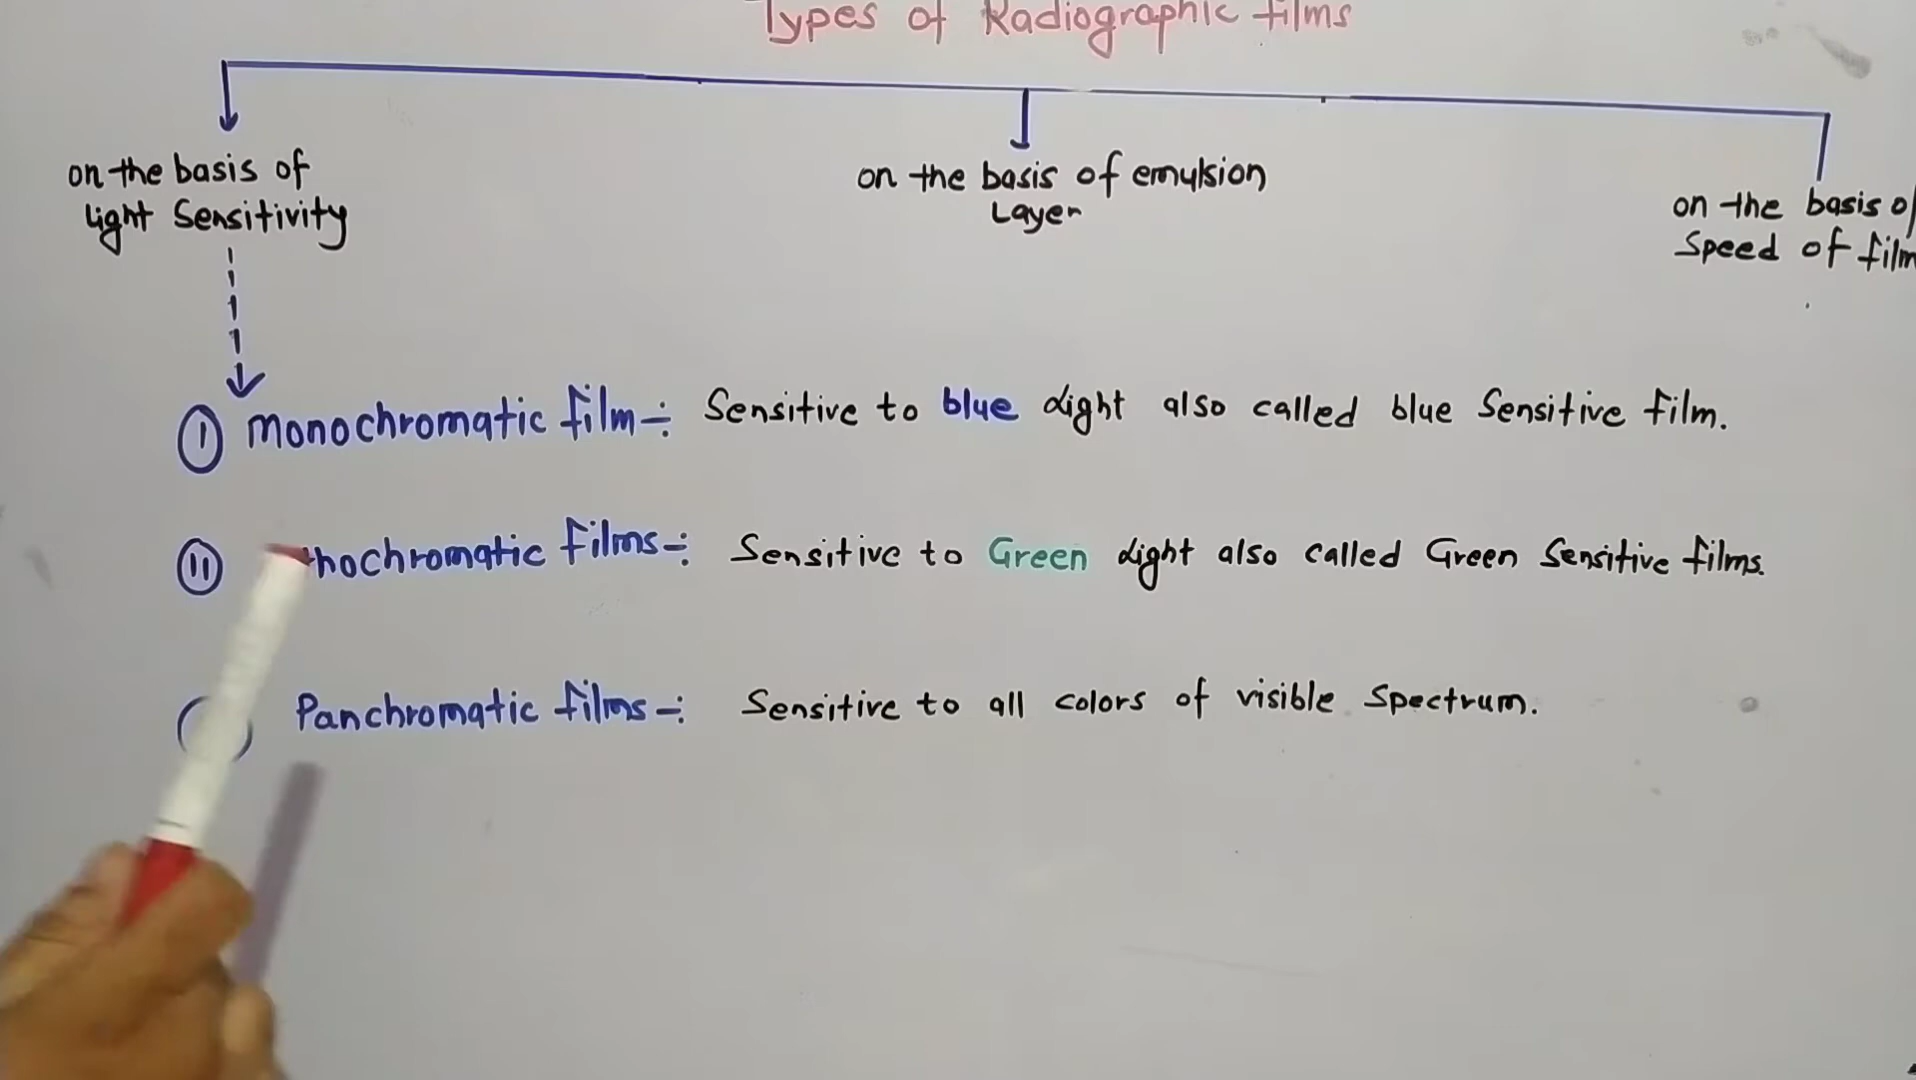 Types of Radiographic films
on the basis of
light Sensitivity
on the basis of emulsion
Layer
on the basis
Speed of film
I monochromatic film÷ Sensitive to blue light also called blue Sensitive film.
II films÷ Sensitive to Green light also called Green Sensitive films.
Panchromatic films÷ Sensitive to all colors of visible Spectrum.